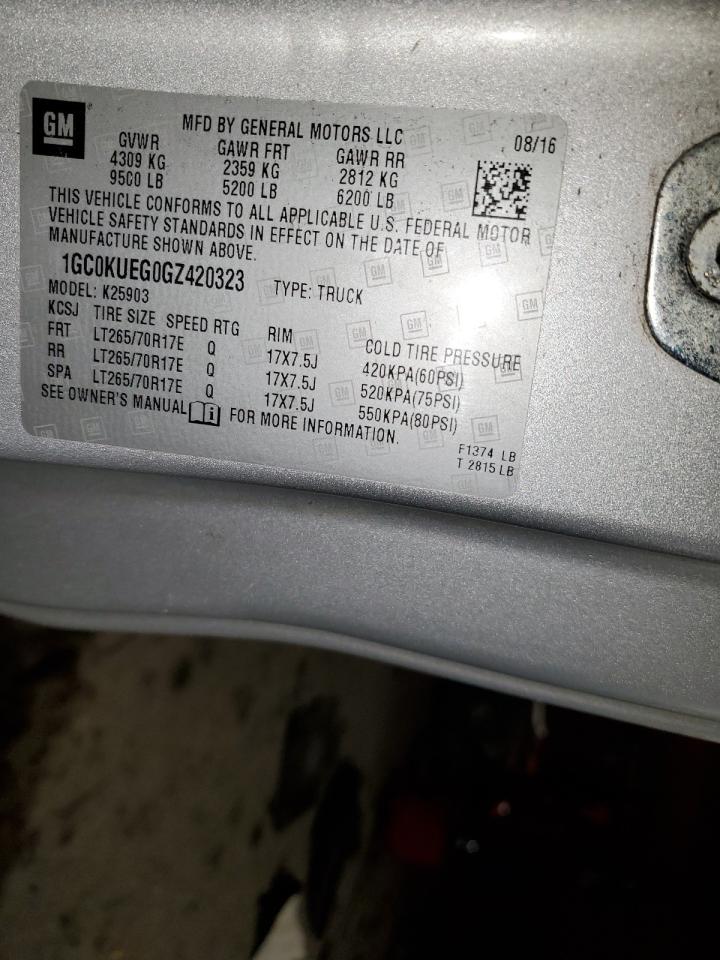 GM
MFD BY GENERAL MOTORS LLC
08/16
GVWR GAWR FRT GAWR RR
4309 KG 2359 KG 2812 KG
9500 LB 5200 LB 6200 LB
THIS VEHICLE CONFORMS TO ALL APPLICABLE U.S. FEDERAL MOTOR
VEHICLE SAFETY STANDARDS IN EFFECT ON THE DATE OF
MANUFACTURE SHOWN ABOVE.
1GC0KUEG0GZ420323 TYPE: TRUCK
MODEL: K25903
KCSJ TIRE SIZE SPEED RTG RIM COLD TIRE PRESSURE
FRT LT265/70R17E Q 17X7.5J 420KPA(60PSI)
RR LT265/70R17E Q 17X7.5J 520KPA(75PSI)
SPA LT265/70R17E Q 17X7.5J 550KPA(80PSI)
SEE OWNER'S MANUAL i FOR MORE INFORMATION.
F1374 LB
T 2815 LB